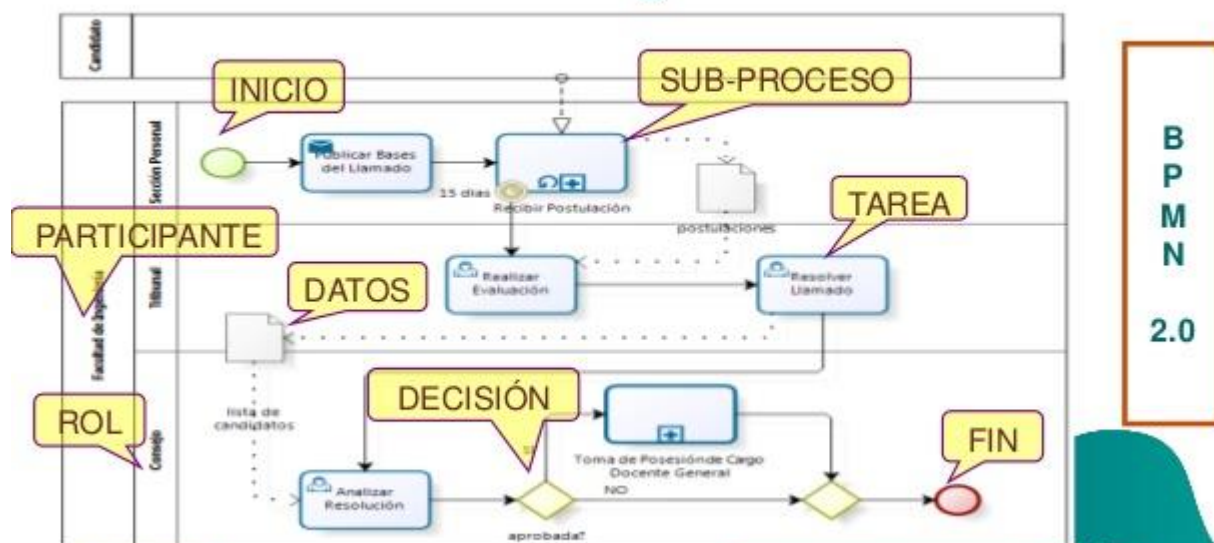 Candidato
INICIO
SUB-PROCESO
Sección Personal
Publicar Bases
del Llamado
15 días
Recibir Postulación
postulaciones
TAREA
PARTICIPANTE
Facultad de Ingeniería
Tribunal
Realizar
Evaluación
Resolver
Llamado
DATOS
lista de
candidatos
ROL
Consejo
DECISIÓN
Toma de Posesiónde Cargo
Docente General
NO
FIN
Analizar
Resolución
aprobada?
B
P
M
N
2.0